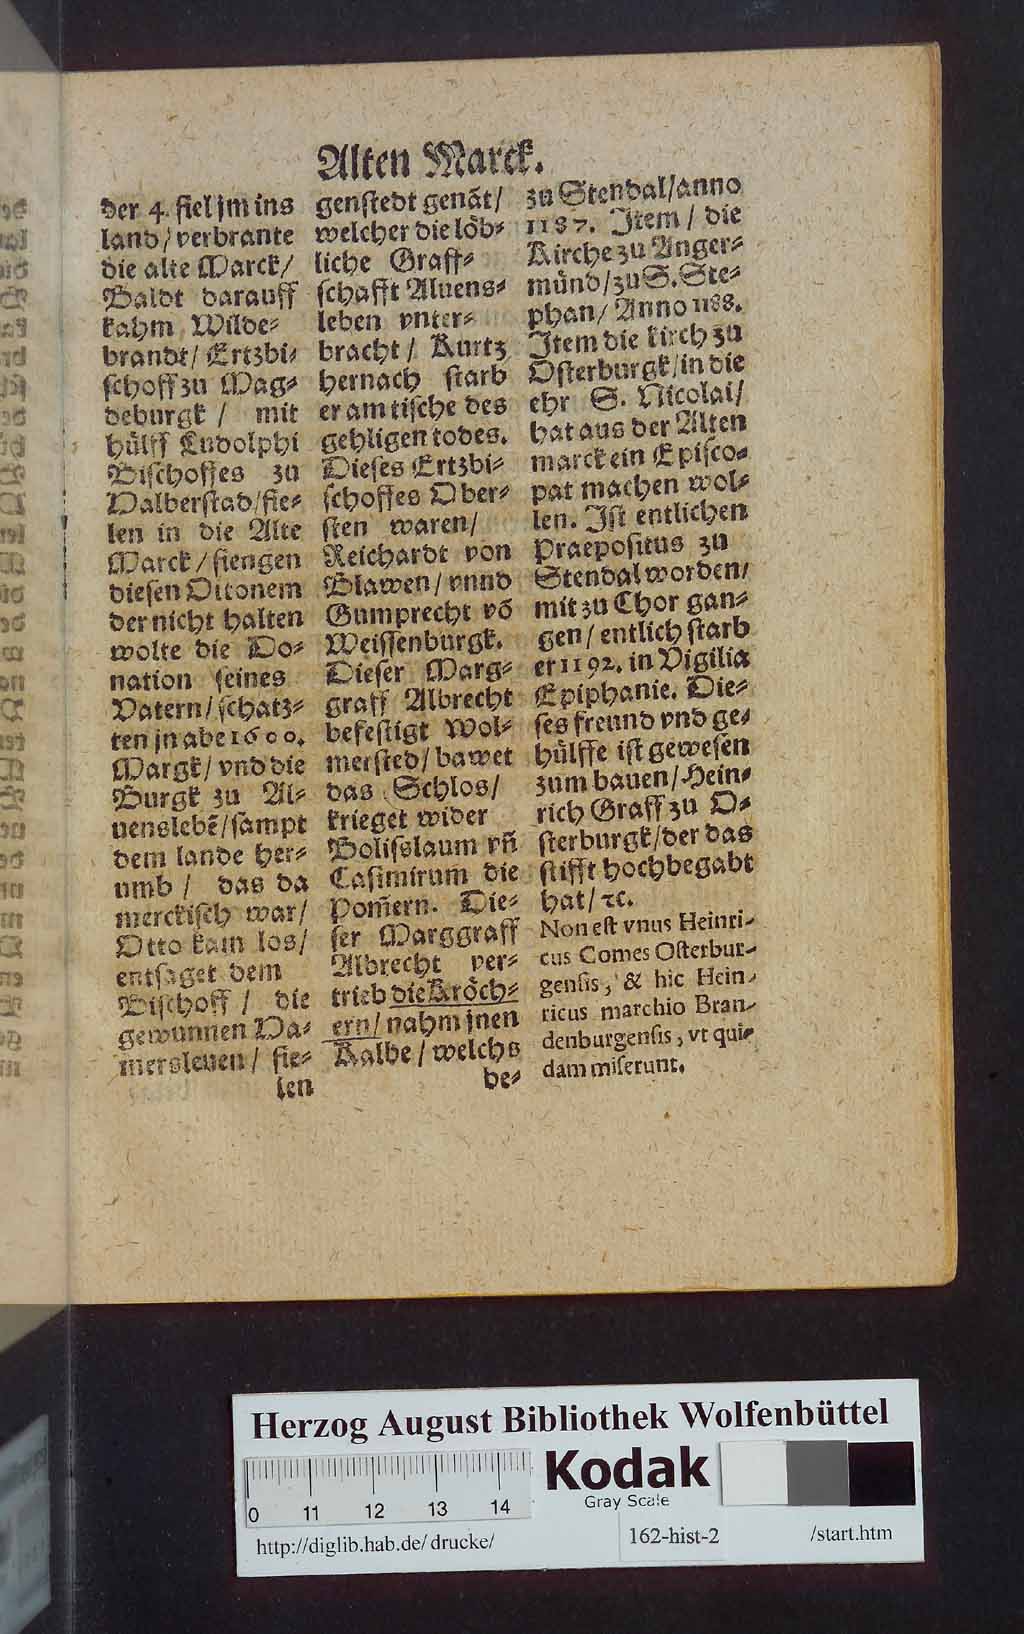 Alten Marck.
der 4. fiel jm ins
land / verbrante
die alte Marck /
Baldt darauff
kahm Wilde⸗
brandt / Ertzbi⸗
schoff zu Mag⸗
deburgk / mit
hülff Ludolphi
Bischoffes zu
Halberstad / fie⸗
len in die Alte
Marck / fiengen
diesen Ottonem
der nicht halten
wolte die Do⸗
nation seines
Vatern / schatz⸗
ten jn abe 1600.
Margk / vnd die
Burgk zu Al⸗
uenslebē / sampt
dem lande her⸗
umb / das da
merckisch war /
Otto kam los /
entsaget dem
Bischoff / die
gewunnen Ha⸗
mersleuen / fie⸗
len
genstedt genāt /
welcher die löb⸗
liche Graff⸗
schafft Aluens⸗
leben vnter⸗
bracht / Kurtz
hernach starb
er am tische des
gehligen todes.
Dieses Ertzbi⸗
schoffes Ober⸗
sten waren /
Reichardt von
Plawen / vnnd
Gumprecht vō
Weissenburgk.
Dieser Marg⸗
graff Albrecht
befestigt Wol⸗
mersted / bawet
das Schlos /
krieget wider
Bolisslaum vñ
Casimirum die
Pom̄ern. Die⸗
ser Marggraff
Albrecht ver⸗
trieb die Kröch⸗
ern / nahm jnen
Kalbe / welchs
be⸗
zu Stendal / anno
1187. Item / die
Kirche zu Anger⸗
münd / zu S. Ste⸗
phan / Anno 1188.
Item die kirch zu
Osterburgk / in die
ehr S. Nicolai /
hat aus der Alten
marck ein Episco⸗
pat machen wol⸗
len. Ist entlichen
Praepositus zu
Stendal worden /
mit zu Chor gan⸗
gen / entlich starb
er 1192. in Vigilia
Epiphanie. Die⸗
ses freund vnd ge⸗
hülffe ist gewesen
zum bauen / Hein⸗
rich Graff zu O⸗
sterburgk / der das
stifft hochbegabt
hat / ꝛc.
Non est vnus Heinri-
cus Comes Osterbur-
gensis, & hic Hein-
ricus marchio Bran-
denburgensis, vt qui-
dam miserunt.
Herzog August Bibliothek Wolfenbüttel
Kodak
Gray Scale
0 11 12 13 14
http://diglib.hab.de/drucke/ 162-hist-2 /start.htm